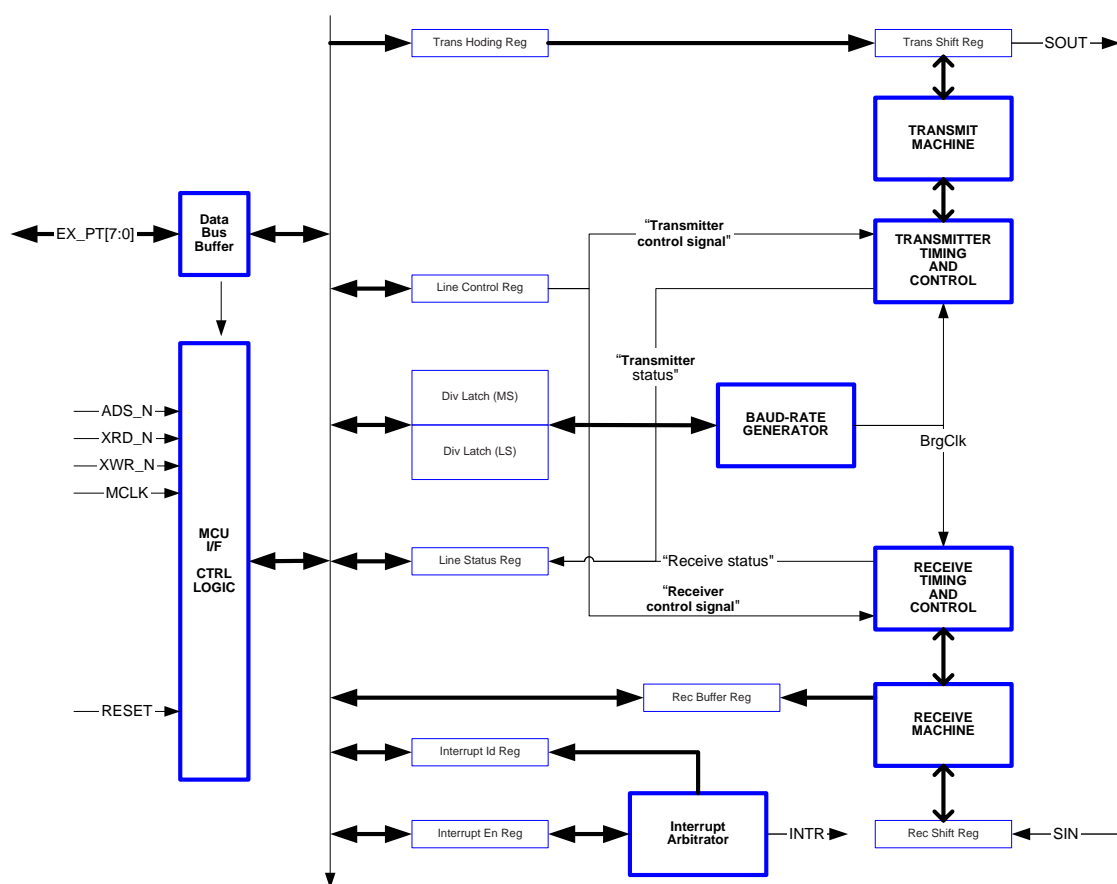 Trans Hoding Reg
Trans Shift Reg
SOUT
TRANSMIT
MACHINE
EX_PT[7:0]
Data
Bus
Buffer
“Transmitter
control signal”
TRANSMITTER
TIMING
AND
CONTROL
Line Control Reg
“Transmitter
status”
Div Latch (MS)
Div Latch (LS)
BAUD-RATE
GENERATOR
BrgClk
ADS_N
XRD_N
XWR_N
MCLK
MCU
I/F
CTRL
LOGIC
RESET
Line Status Reg
“Receive status”
“Receiver
control signal”
RECEIVE
TIMING
AND
CONTROL
Rec Buffer Reg
RECEIVE
MACHINE
Interrupt Id Reg
Interrupt En Reg
Interrupt
Arbitrator
INTR
Rec Shift Reg
SIN